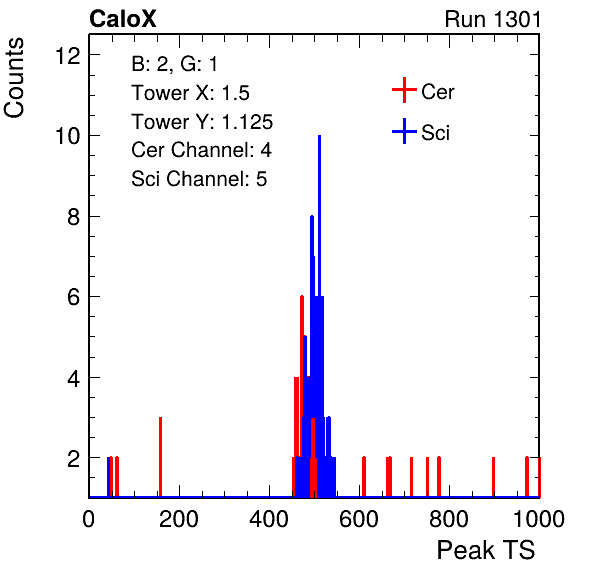 CaloX Run 1301
Counts
B: 2, G: 1
Tower X: 1.5
Tower Y: 1.125
Cer Channel: 4
Sci Channel: 5
Cer
Sci
12
10
8
6
4
2
0 200 400 600 800 1000
Peak TS